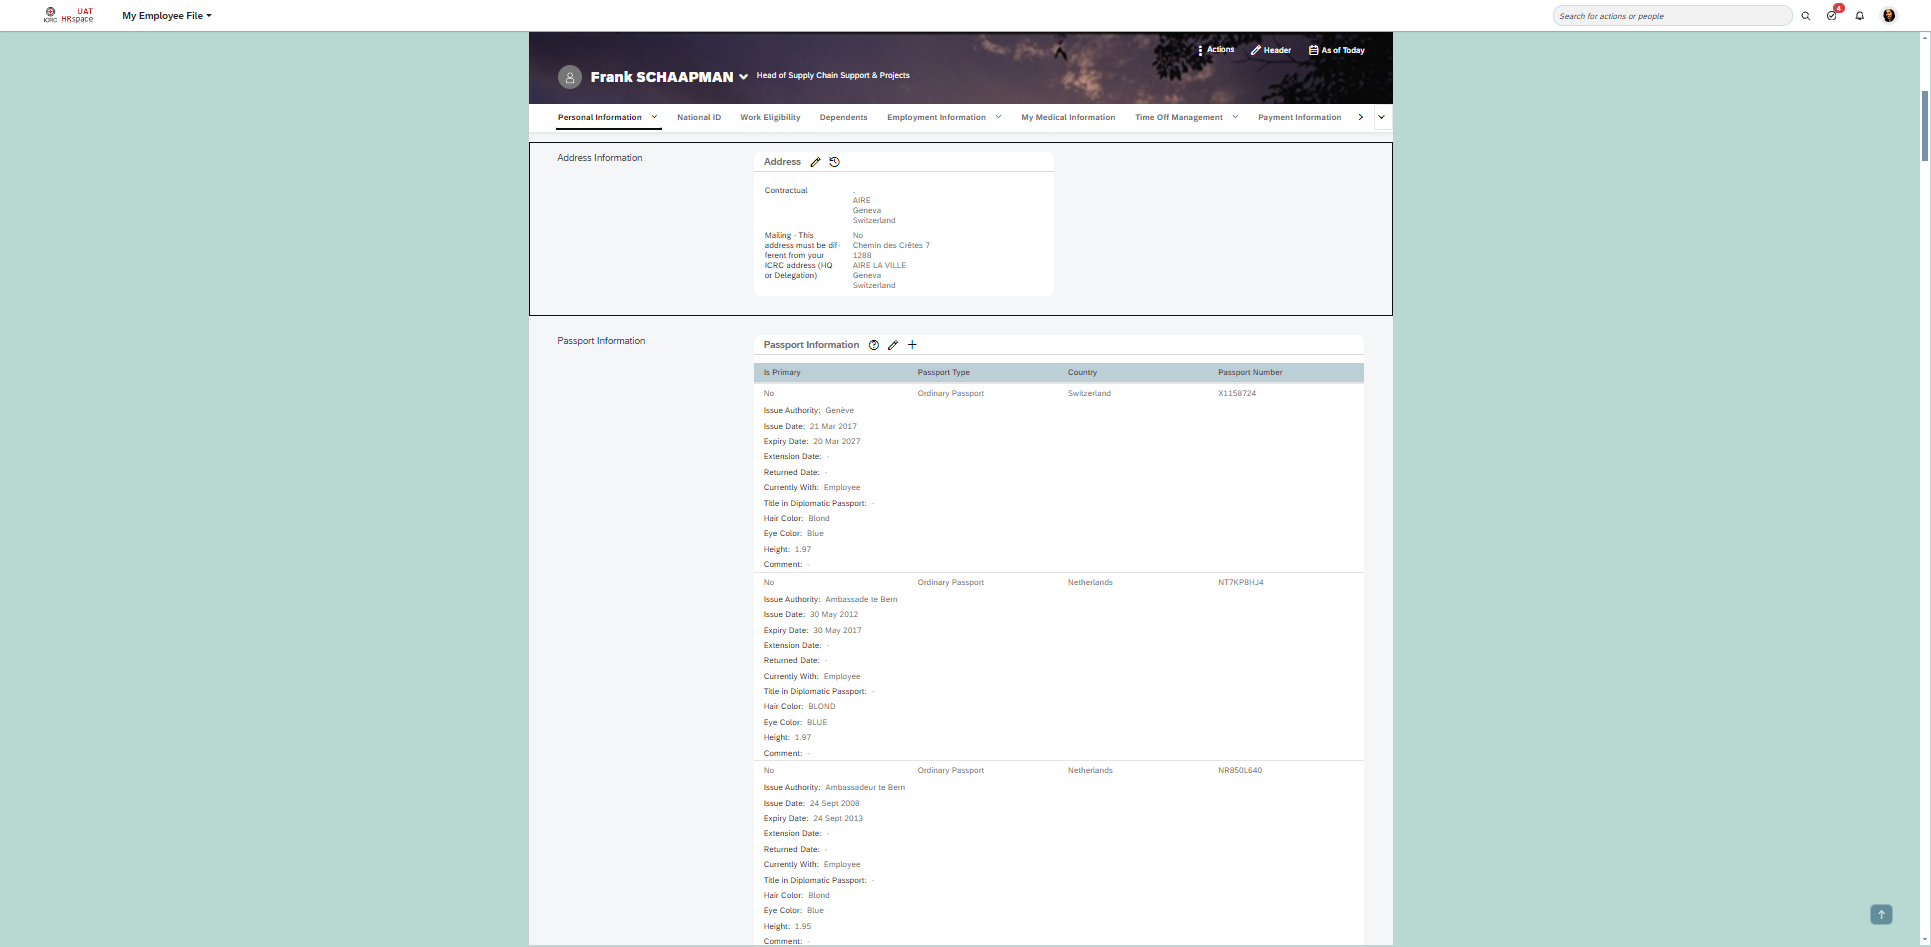 UAT
ICRC HRspace
My Employee File
Search for actions or people
4
Actions
Header
As of Today
Frank SCHAAPMAN
Head of Supply Chain Support & Projects
Personal Information
National ID
Work Eligibility
Dependents
Employment Information
My Medical Information
Time Off Management
Payment Information
Address Information
Address
Contractual
.
AIRE
Geneva
Switzerland
Mailing - This
address must be dif-
ferent from your
ICRC address (HQ
or Delegation)
No
Chemin des Crêtes 7
1288
AIRE LA VILLE
Geneva
Switzerland
Passport Information
Passport Information
Is Primary Passport Type Country Passport Number
No Ordinary Passport Switzerland X1158724
Issue Authority: Genève
Issue Date: 21 Mar 2017
Expiry Date: 20 Mar 2027
Extension Date: -
Returned Date: -
Currently With: Employee
Title in Diplomatic Passport: -
Hair Color: Blond
Eye Color: Blue
Height: 1.97
Comment: -
No Ordinary Passport Netherlands NT7KP8HJ4
Issue Authority: Ambassade te Bern
Issue Date: 30 May 2012
Expiry Date: 30 May 2017
Extension Date: -
Returned Date: -
Currently With: Employee
Title in Diplomatic Passport: -
Hair Color: BLOND
Eye Color: BLUE
Height: 1.97
Comment: -
No Ordinary Passport Netherlands NR850L640
Issue Authority: Ambassadeur te Bern
Issue Date: 24 Sept 2008
Expiry Date: 24 Sept 2013
Extension Date: -
Returned Date: -
Currently With: Employee
Title in Diplomatic Passport: -
Hair Color: Blond
Eye Color: Blue
Height: 1.95
Comment: -